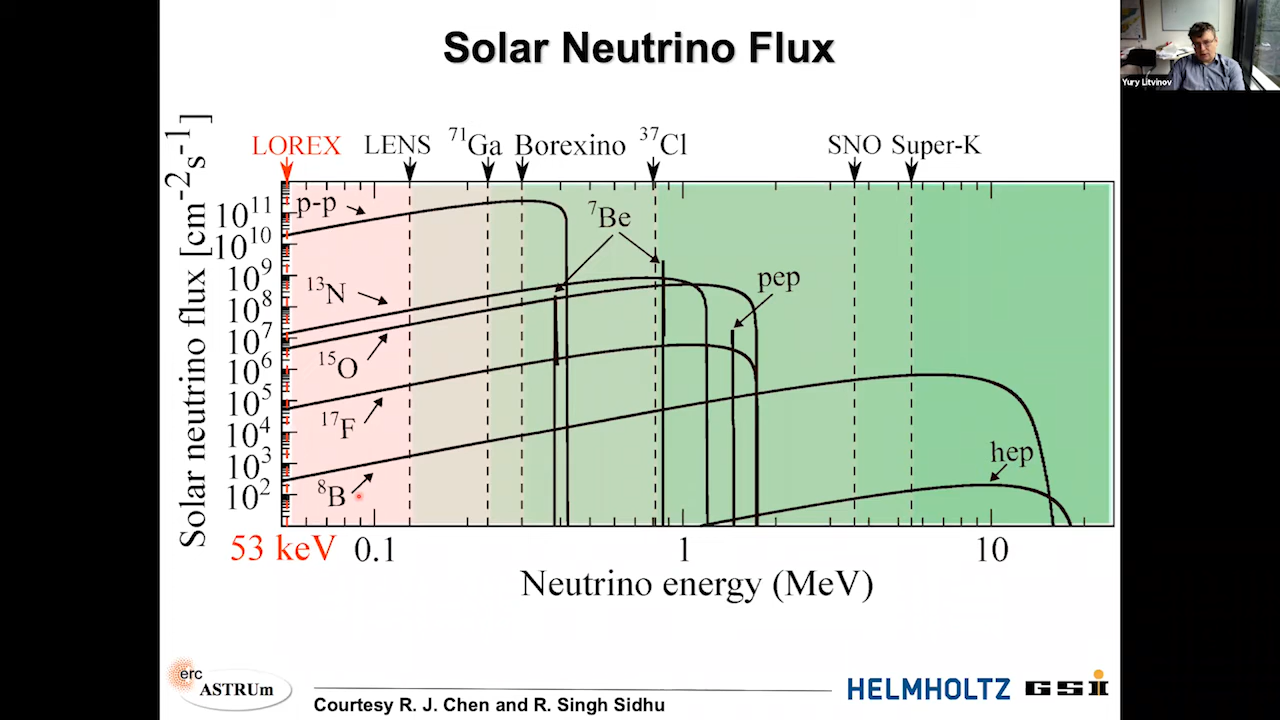 Solar Neutrino Flux
Yury Litvinov
LOREX LENS ⁷¹Ga Borexino ³⁷Cl SNO Super-K
Solar neutrino flux [cm⁻²s⁻¹]
10¹¹
10¹⁰
10⁹
10⁸
10⁷
10⁶
10⁵
10⁴
10³
10²
p-p
¹³N
¹⁵O
¹⁷F
⁸B
⁷Be
pep
hep
53 keV 0.1 1 10
Neutrino energy (MeV)
erc
ASTRUm
Courtesy R. J. Chen and R. Singh Sidhu
HELMHOLTZ GSI